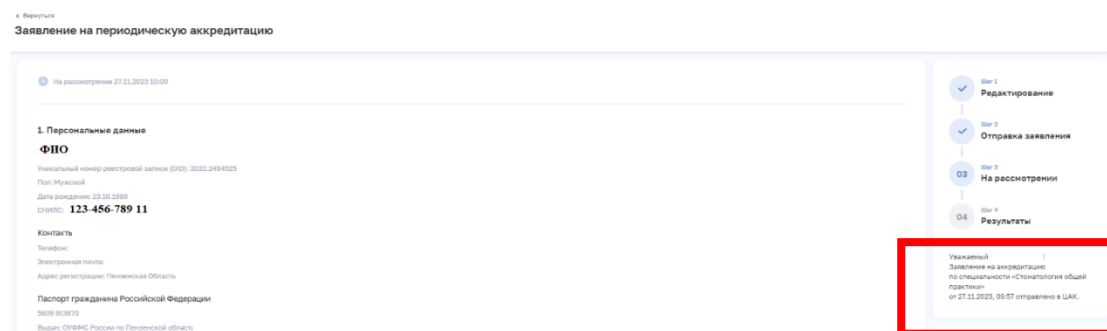 Вернуться
Заявление на периодическую аккредитацию
На рассмотрении 27.11.2023 10:00
1. Персональные данные
ФИО
Уникальный номер реестровой записи (OID): 2022.2494525
Пол: Мужской
Дата рождения: 23.10.1989
СНИЛС: 123-456-789 11
Контакть
Телефон:
Электронная почта:
Адрес регистрации: Пензенская Область
Паспорт гражданина Российской Федерации
5609 913870
Выдан: ОУФМС России по Пензенской област
Шаг 1
Редактирование
Шаг 2
Отправка заявления
03
Шаг 3
На рассмотрении
04
Шаг 4
Результаты
Уважаемый !
Заявление на аккредитацию
по специальности «Стоматология общей
практики»
от 27.11.2023, 09:57 отправлено в ЦАК.